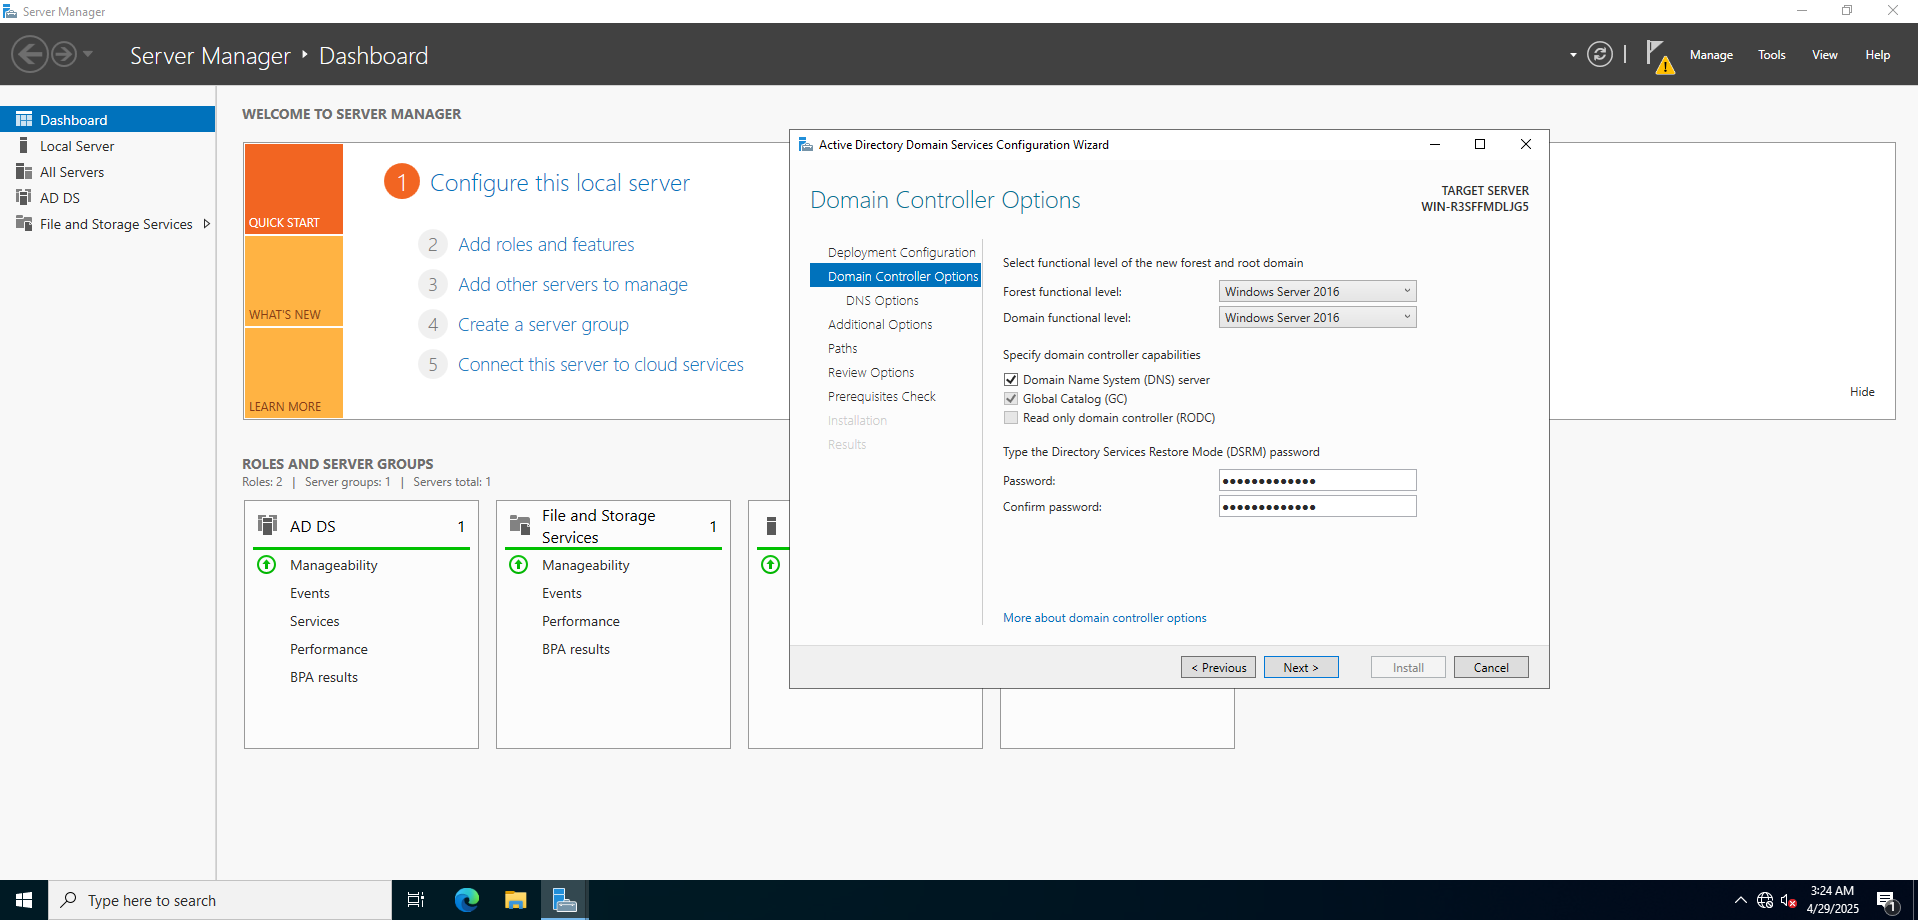 Server Manager
Server Manager ‣ Dashboard
Manage
Tools
View
Help
Dashboard
Local Server
All Servers
AD DS
File and Storage Services
WELCOME TO SERVER MANAGER
QUICK START
WHAT'S NEW
LEARN MORE
1 Configure this local server
2 Add roles and features
3 Add other servers to manage
4 Create a server group
5 Connect this server to cloud services
Hide
ROLES AND SERVER GROUPS
Roles: 2 | Server groups: 1 | Servers total: 1
AD DS 1
Manageability
Events
Services
Performance
BPA results
File and Storage Services 1
Manageability
Events
Performance
BPA results
Active Directory Domain Services Configuration Wizard
Domain Controller Options
TARGET SERVER
WIN-R3SFFMDLJG5
Deployment Configuration
Domain Controller Options
DNS Options
Additional Options
Paths
Review Options
Prerequisites Check
Installation
Results
Select functional level of the new forest and root domain
Forest functional level: Windows Server 2016
Domain functional level: Windows Server 2016
Specify domain controller capabilities
Domain Name System (DNS) server
Global Catalog (GC)
Read only domain controller (RODC)
Type the Directory Services Restore Mode (DSRM) password
Password: •••••••••••••
Confirm password: •••••••••••••
More about domain controller options
< Previous
Next >
Install
Cancel
Type here to search
3:24 AM
4/29/2025
1